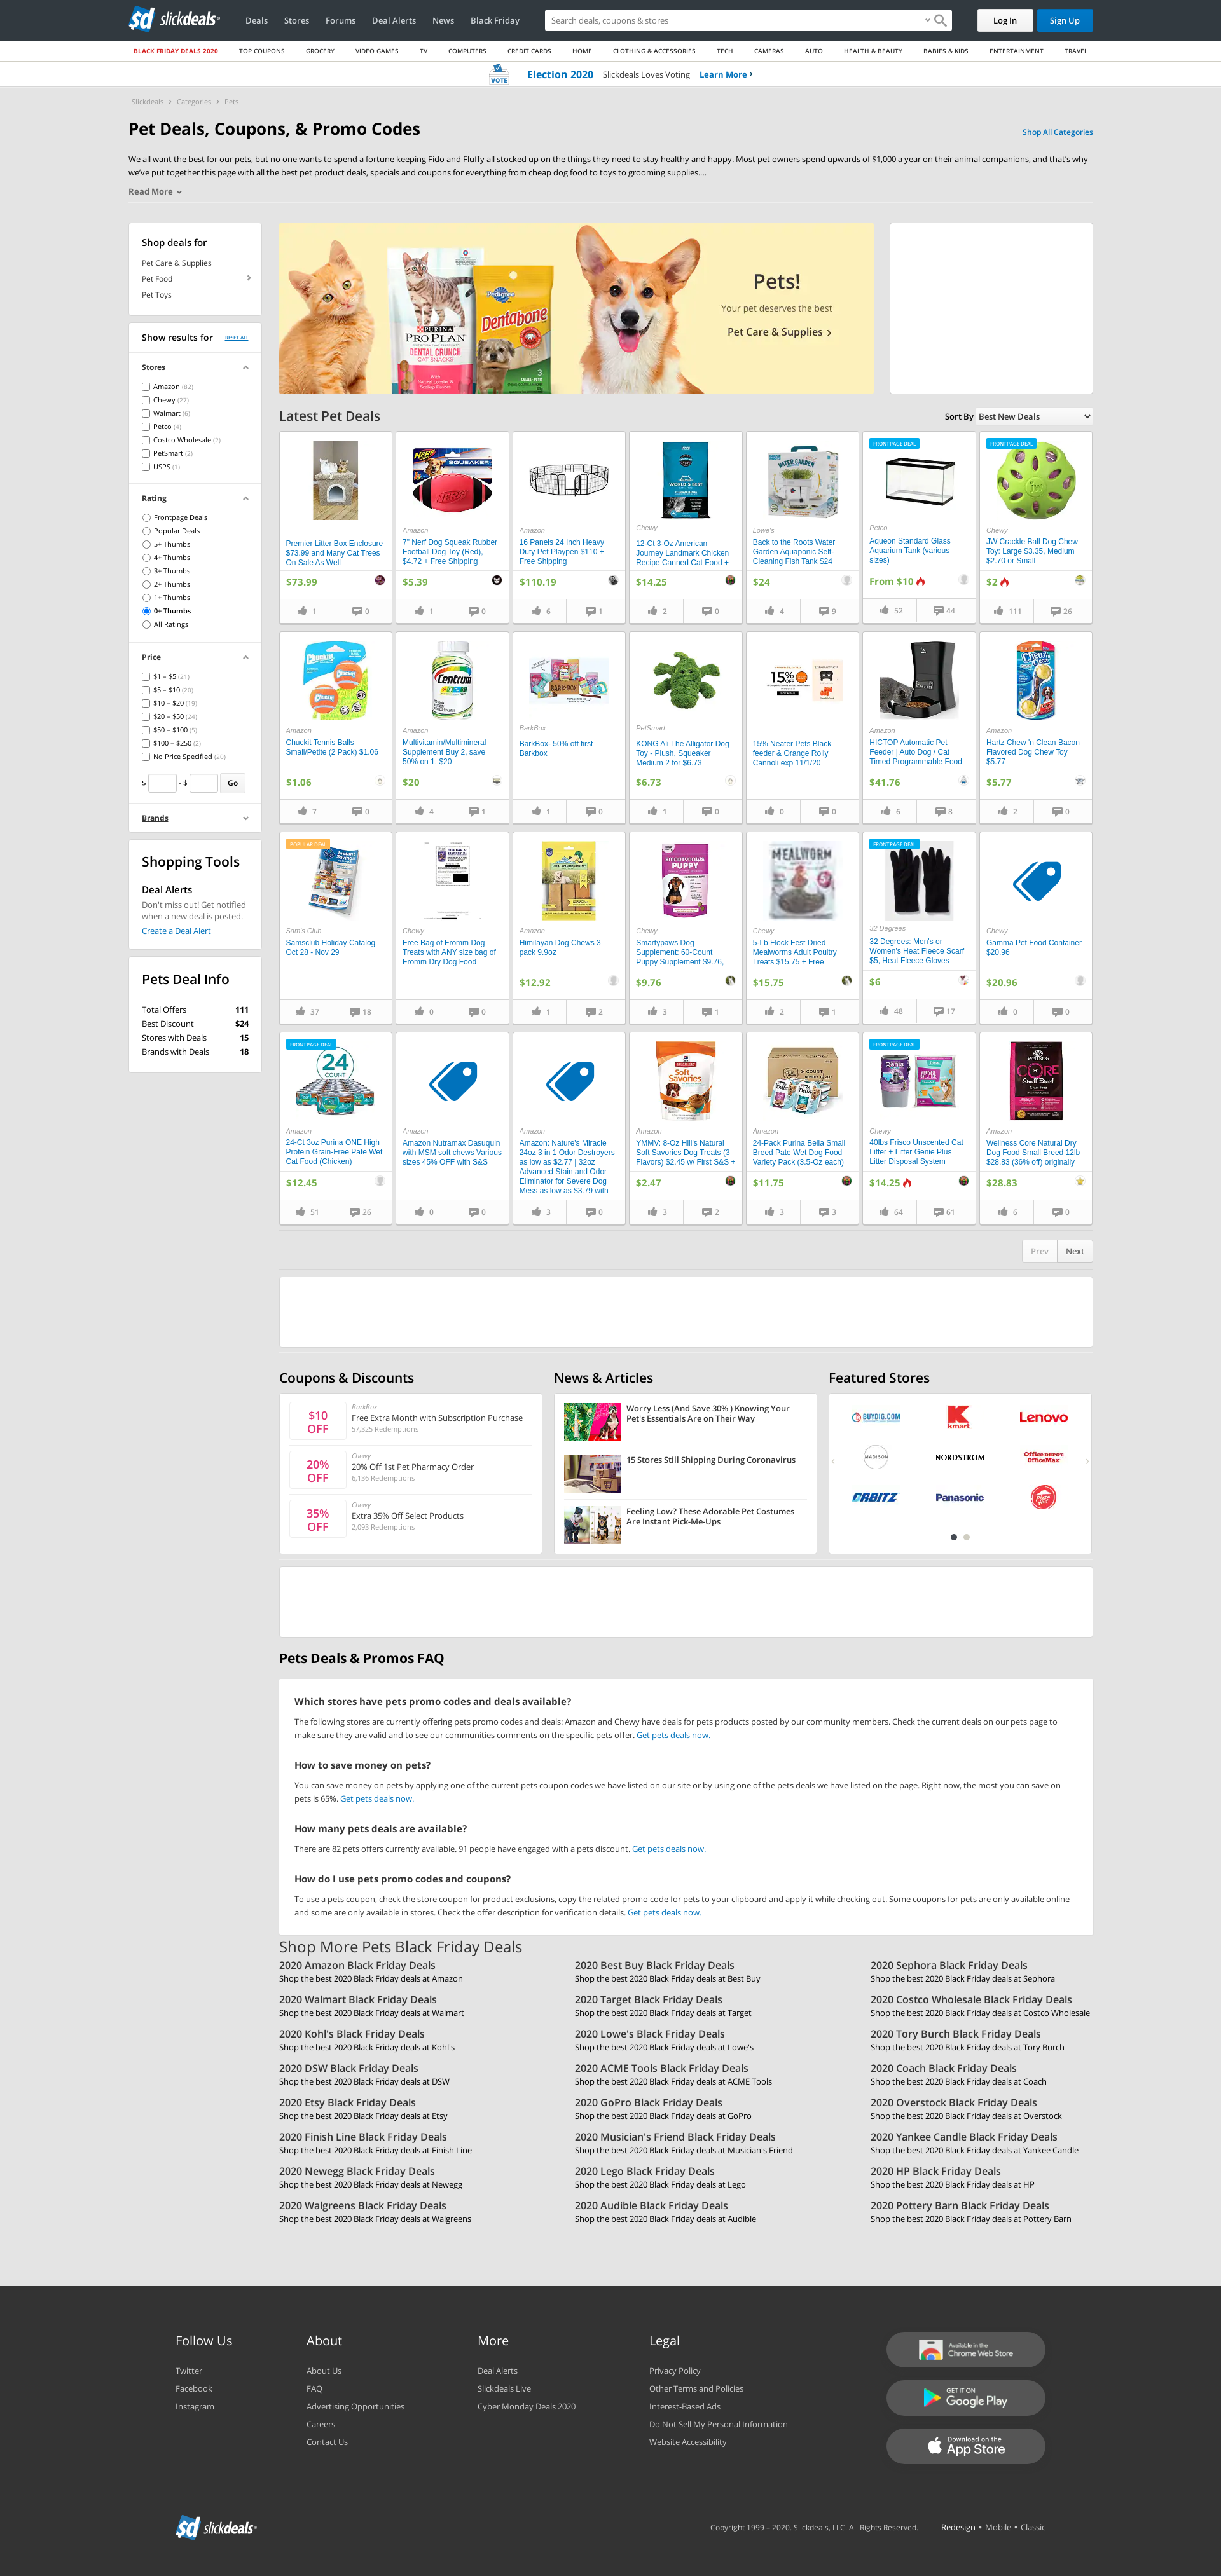 slickdeals
Deals Stores Forums Deal Alerts News Black Friday
Search deals, coupons & stores
Log In
Sign Up
BLACK FRIDAY DEALS 2020 TOP COUPONS GROCERY VIDEO GAMES TV COMPUTERS CREDIT CARDS HOME CLOTHING & ACCESSORIES TECH CAMERAS AUTO HEALTH & BEAUTY BABIES & KIDS ENTERTAINMENT TRAVEL
VOTE
Election 2020 Slickdeals Loves Voting Learn More
Slickdeals › Categories › Pets
Pet Deals, Coupons, & Promo Codes
Shop All Categories
We all want the best for our pets, but no one wants to spend a fortune keeping Fido and Fluffy all stocked up on the things they need to stay healthy and happy. Most pet owners spend upwards of $1,000 a year on their animal companions, and that's why
we've put together this page with all the best pet product deals, specials and coupons for everything from cheap dog food to toys to grooming supplies....
Read More
Shop deals for
Pet Care & Supplies
Pet Food
Pet Toys
Show results for
RESET ALL
Stores
Amazon (82)
Chewy (27)
Walmart (6)
Petco (4)
Costco Wholesale (2)
PetSmart (2)
USPS (1)
Rating
Frontpage Deals
Popular Deals
5+ Thumbs
4+ Thumbs
3+ Thumbs
2+ Thumbs
1+ Thumbs
0+ Thumbs
All Ratings
Price
$1 – $5 (21)
$5 – $10 (20)
$10 – $20 (19)
$20 – $50 (24)
$50 – $100 (5)
$100 – $250 (2)
No Price Specified (20)
$ - $ Go
Brands
Shopping Tools
Deal Alerts
Don't miss out! Get notified
when a new deal is posted.
Create a Deal Alert
Pets Deal Info
Total Offers 111
Best Discount $24
Stores with Deals 15
Brands with Deals 18
PURINA
PRO PLAN
DENTAL CRUNCH
CAT SNACKS
Pedigree
Dentabone
Pets!
Your pet deserves the best
Pet Care & Supplies
Latest Pet Deals
Sort By Best New Deals
Premier Litter Box Enclosure
$73.99 and Many Cat Trees
On Sale As Well
$73.99
1 0
NERF DOG
SQUEAKER
Amazon
7" Nerf Dog Squeak Rubber
Football Dog Toy (Red),
$4.72 + Free Shipping
$5.39
1 0
Amazon
16 Panels 24 Inch Heavy
Duty Pet Playpen $110 +
Free Shipping
$110.19
6 1
WORLD'S BEST
Chewy
12-Ct 3-Oz American
Journey Landmark Chicken
Recipe Canned Cat Food +
$14.25
2 0
WATER GARDEN
Lowe's
Back to the Roots Water
Garden Aquaponic Self-
Cleaning Fish Tank $24
$24
4 9
FRONTPAGE DEAL
Petco
Aqueon Standard Glass
Aquarium Tank (various
sizes)
From $10
52 44
FRONTPAGE DEAL
Chewy
JW Crackle Ball Dog Chew
Toy: Large $3.35, Medium
$2.70 or Small
$2
111 26
CHUCKIT!
Amazon
Chuckit Tennis Balls
Small/Petite (2 Pack) $1.06
$1.06
7 0
Centrum
Amazon
Multivitamin/Multimineral
Supplement Buy 2, save
50% on 1. $20
$20
4 1
BARKBOX
BarkBox
BarkBox- 50% off first
Barkbox
1 0
PetSmart
KONG Ali The Alligator Dog
Toy - Plush, Squeaker
Medium 2 for $6.73
$6.73
1 0
15%
15% Neater Pets Black
feeder & Orange Rolly
Cannoli exp 11/1/20
0 0
Amazon
HICTOP Automatic Pet
Feeder | Auto Dog / Cat
Timed Programmable Food
$41.76
6 8
Amazon
Hartz Chew 'n Clean Bacon
Flavored Dog Chew Toy
$5.77
$5.77
2 0
POPULAR DEAL
Instant
Savings
Sam's Club
Samsclub Holiday Catalog
Oct 28 - Nov 29
37 18
Chewy
Free Bag of Fromm Dog
Treats with ANY size bag of
Fromm Dry Dog Food
0 0
Amazon
Himilayan Dog Chews 3
pack 9.9oz
$12.92
1 2
SMARTYPAWS
PUPPY
Chewy
Smartypaws Dog
Supplement: 60-Count
Puppy Supplement $9.76,
$9.76
3 1
MEALWORM
Chewy
5-Lb Flock Fest Dried
Mealworms Adult Poultry
Treats $15.75 + Free
$15.75
2 1
FRONTPAGE DEAL
32 Degrees
32 Degrees: Men's or
Women's Heat Fleece Scarf
$5, Heat Fleece Gloves
$6
48 17
Chewy
Gamma Pet Food Container
$20.96
$20.96
0 0
FRONTPAGE DEAL
24
COUNT
Amazon
24-Ct 3oz Purina ONE High
Protein Grain-Free Pate Wet
Cat Food (Chicken)
$12.45
51 26
Amazon
Amazon Nutramax Dasuquin
with MSM soft chews Various
sizes 45% OFF with S&S
0 0
Amazon
Amazon: Nature's Miracle
24oz 3 in 1 Odor Destroyers
as low as $2.77 | 32oz
Advanced Stain and Odor
Eliminator for Severe Dog
Mess as low as $3.79 with
3 0
Soft
Savories
Amazon
YMMV: 8-Oz Hill's Natural
Soft Savories Dog Treats (3
Flavors) $2.45 w/ First S&S +
$2.47
3 2
Amazon
24-Pack Purina Bella Small
Breed Pate Wet Dog Food
Variety Pack (3.5-Oz each)
$11.75
3 3
FRONTPAGE DEAL
Chewy
40lbs Frisco Unscented Cat
Litter + Litter Genie Plus
Litter Disposal System
$14.25
64 61
WELLNESS
CORE
Small Breed
Amazon
Wellness Core Natural Dry
Dog Food Small Breed 12lb
$28.83 (36% off) originally
$28.83
6 0
Prev Next
Coupons & Discounts
$10
OFF
BarkBox
Free Extra Month with Subscription Purchase
57,325 Redemptions
20%
OFF
Chewy
20% Off 1st Pet Pharmacy Order
6,136 Redemptions
35%
OFF
Chewy
Extra 35% Off Select Products
2,093 Redemptions
News & Articles
Worry Less (And Save 30% ) Knowing Your
Pet's Essentials Are on Their Way
15 Stores Still Shipping During Coronavirus
Feeling Low? These Adorable Pet Costumes
Are Instant Pick-Me-Ups
Featured Stores
BUYDIG.COM
kmart
Lenovo
MADISON
NORDSTROM
Office DEPOT
OfficeMax
ORBITZ
Panasonic
Pizza Hut
Pets Deals & Promos FAQ
Which stores have pets promo codes and deals available?
The following stores are currently offering pets promo codes and deals: Amazon and Chewy have deals for pets products posted by our community members. Check the current deals on our pets page to
make sure they are valid and to see our communities comments on the specific pets offer. Get pets deals now.
How to save money on pets?
You can save money on pets by applying one of the current pets coupon codes we have listed on our site or by using one of the pets deals we have listed on the page. Right now, the most you can save on
pets is 65%. Get pets deals now.
How many pets deals are available?
There are 82 pets offers currently available. 91 people have engaged with a pets discount. Get pets deals now.
How do I use pets promo codes and coupons?
To use a pets coupon, check the store coupon for product exclusions, copy the related promo code for pets to your clipboard and apply it while checking out. Some coupons for pets are only available online
and some are only available in stores. Check the offer description for verification details. Get pets deals now.
Shop More Pets Black Friday Deals
2020 Amazon Black Friday Deals
Shop the best 2020 Black Friday deals at Amazon
2020 Best Buy Black Friday Deals
Shop the best 2020 Black Friday deals at Best Buy
2020 Sephora Black Friday Deals
Shop the best 2020 Black Friday deals at Sephora
2020 Walmart Black Friday Deals
Shop the best 2020 Black Friday deals at Walmart
2020 Target Black Friday Deals
Shop the best 2020 Black Friday deals at Target
2020 Costco Wholesale Black Friday Deals
Shop the best 2020 Black Friday deals at Costco Wholesale
2020 Kohl's Black Friday Deals
Shop the best 2020 Black Friday deals at Kohl's
2020 Lowe's Black Friday Deals
Shop the best 2020 Black Friday deals at Lowe's
2020 Tory Burch Black Friday Deals
Shop the best 2020 Black Friday deals at Tory Burch
2020 DSW Black Friday Deals
Shop the best 2020 Black Friday deals at DSW
2020 ACME Tools Black Friday Deals
Shop the best 2020 Black Friday deals at ACME Tools
2020 Coach Black Friday Deals
Shop the best 2020 Black Friday deals at Coach
2020 Etsy Black Friday Deals
Shop the best 2020 Black Friday deals at Etsy
2020 GoPro Black Friday Deals
Shop the best 2020 Black Friday deals at GoPro
2020 Overstock Black Friday Deals
Shop the best 2020 Black Friday deals at Overstock
2020 Finish Line Black Friday Deals
Shop the best 2020 Black Friday deals at Finish Line
2020 Musician's Friend Black Friday Deals
Shop the best 2020 Black Friday deals at Musician's Friend
2020 Yankee Candle Black Friday Deals
Shop the best 2020 Black Friday deals at Yankee Candle
2020 Newegg Black Friday Deals
Shop the best 2020 Black Friday deals at Newegg
2020 Lego Black Friday Deals
Shop the best 2020 Black Friday deals at Lego
2020 HP Black Friday Deals
Shop the best 2020 Black Friday deals at HP
2020 Walgreens Black Friday Deals
Shop the best 2020 Black Friday deals at Walgreens
2020 Audible Black Friday Deals
Shop the best 2020 Black Friday deals at Audible
2020 Pottery Barn Black Friday Deals
Shop the best 2020 Black Friday deals at Pottery Barn
Follow Us
Twitter
Facebook
Instagram
About
About Us
FAQ
Advertising Opportunities
Careers
Contact Us
More
Deal Alerts
Slickdeals Live
Cyber Monday Deals 2020
Legal
Privacy Policy
Other Terms and Policies
Interest-Based Ads
Do Not Sell My Personal Information
Website Accessibility
Available in the
Chrome Web Store
GET IT ON
Google Play
Download on the
App Store
slickdeals
Copyright 1999 – 2020. Slickdeals, LLC. All Rights Reserved.
Redesign • Mobile • Classic